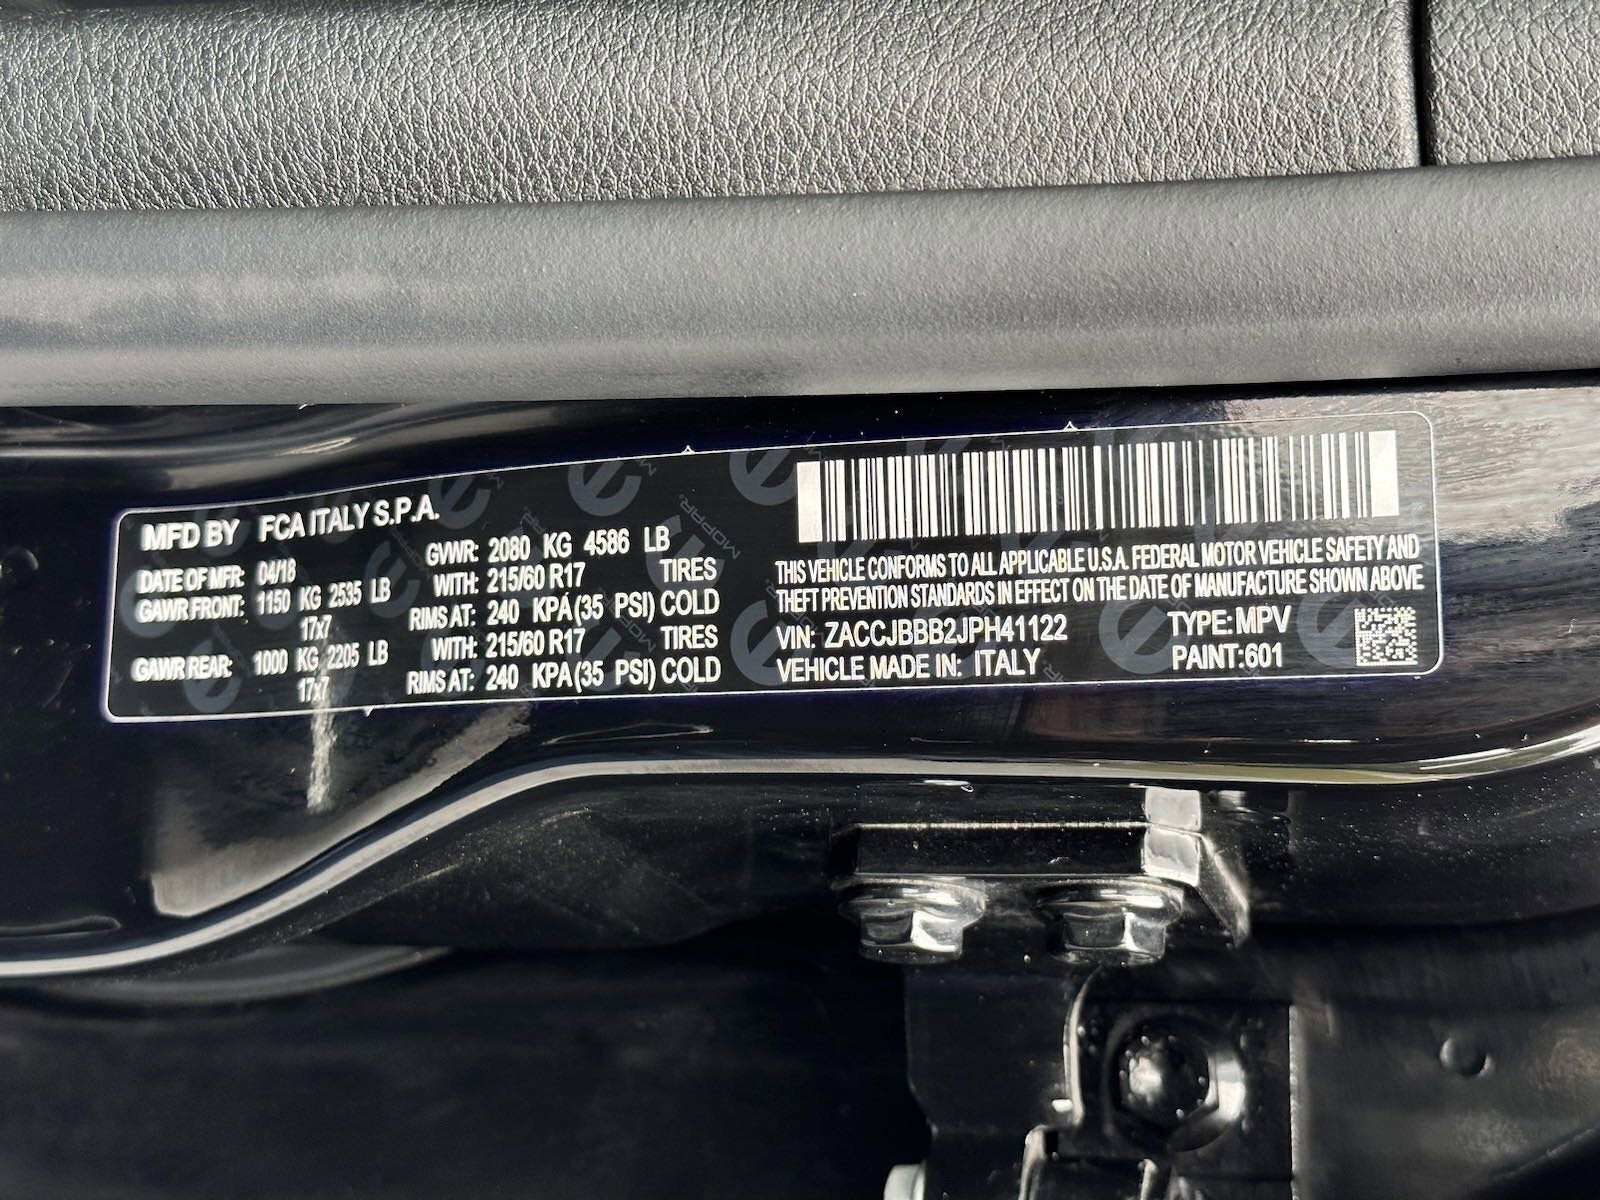 MFD BY FCA ITALY S.P.A.
DATE OF MFR: 04/18 GVWR: 2080 KG 4586 LB
GAWR FRONT: 1150 KG 2535 LB WITH: 215/60 R17 TIRES
17x7 RIMS AT: 240 KPA (35 PSI) COLD
GAWR REAR: 1000 KG 2205 LB WITH: 215/60 R17 TIRES
17x7 RIMS AT: 240 KPA (35 PSI) COLD
THIS VEHICLE CONFORMS TO ALL APPLICABLE U.S.A. FEDERAL MOTOR VEHICLE SAFETY AND
THEFT PREVENTION STANDARDS IN EFFECT ON THE DATE OF MANUFACTURE SHOWN ABOVE
VIN: ZACCJBBB2JPH41122 TYPE: MPV
VEHICLE MADE IN: ITALY PAINT: 601
MOPAR